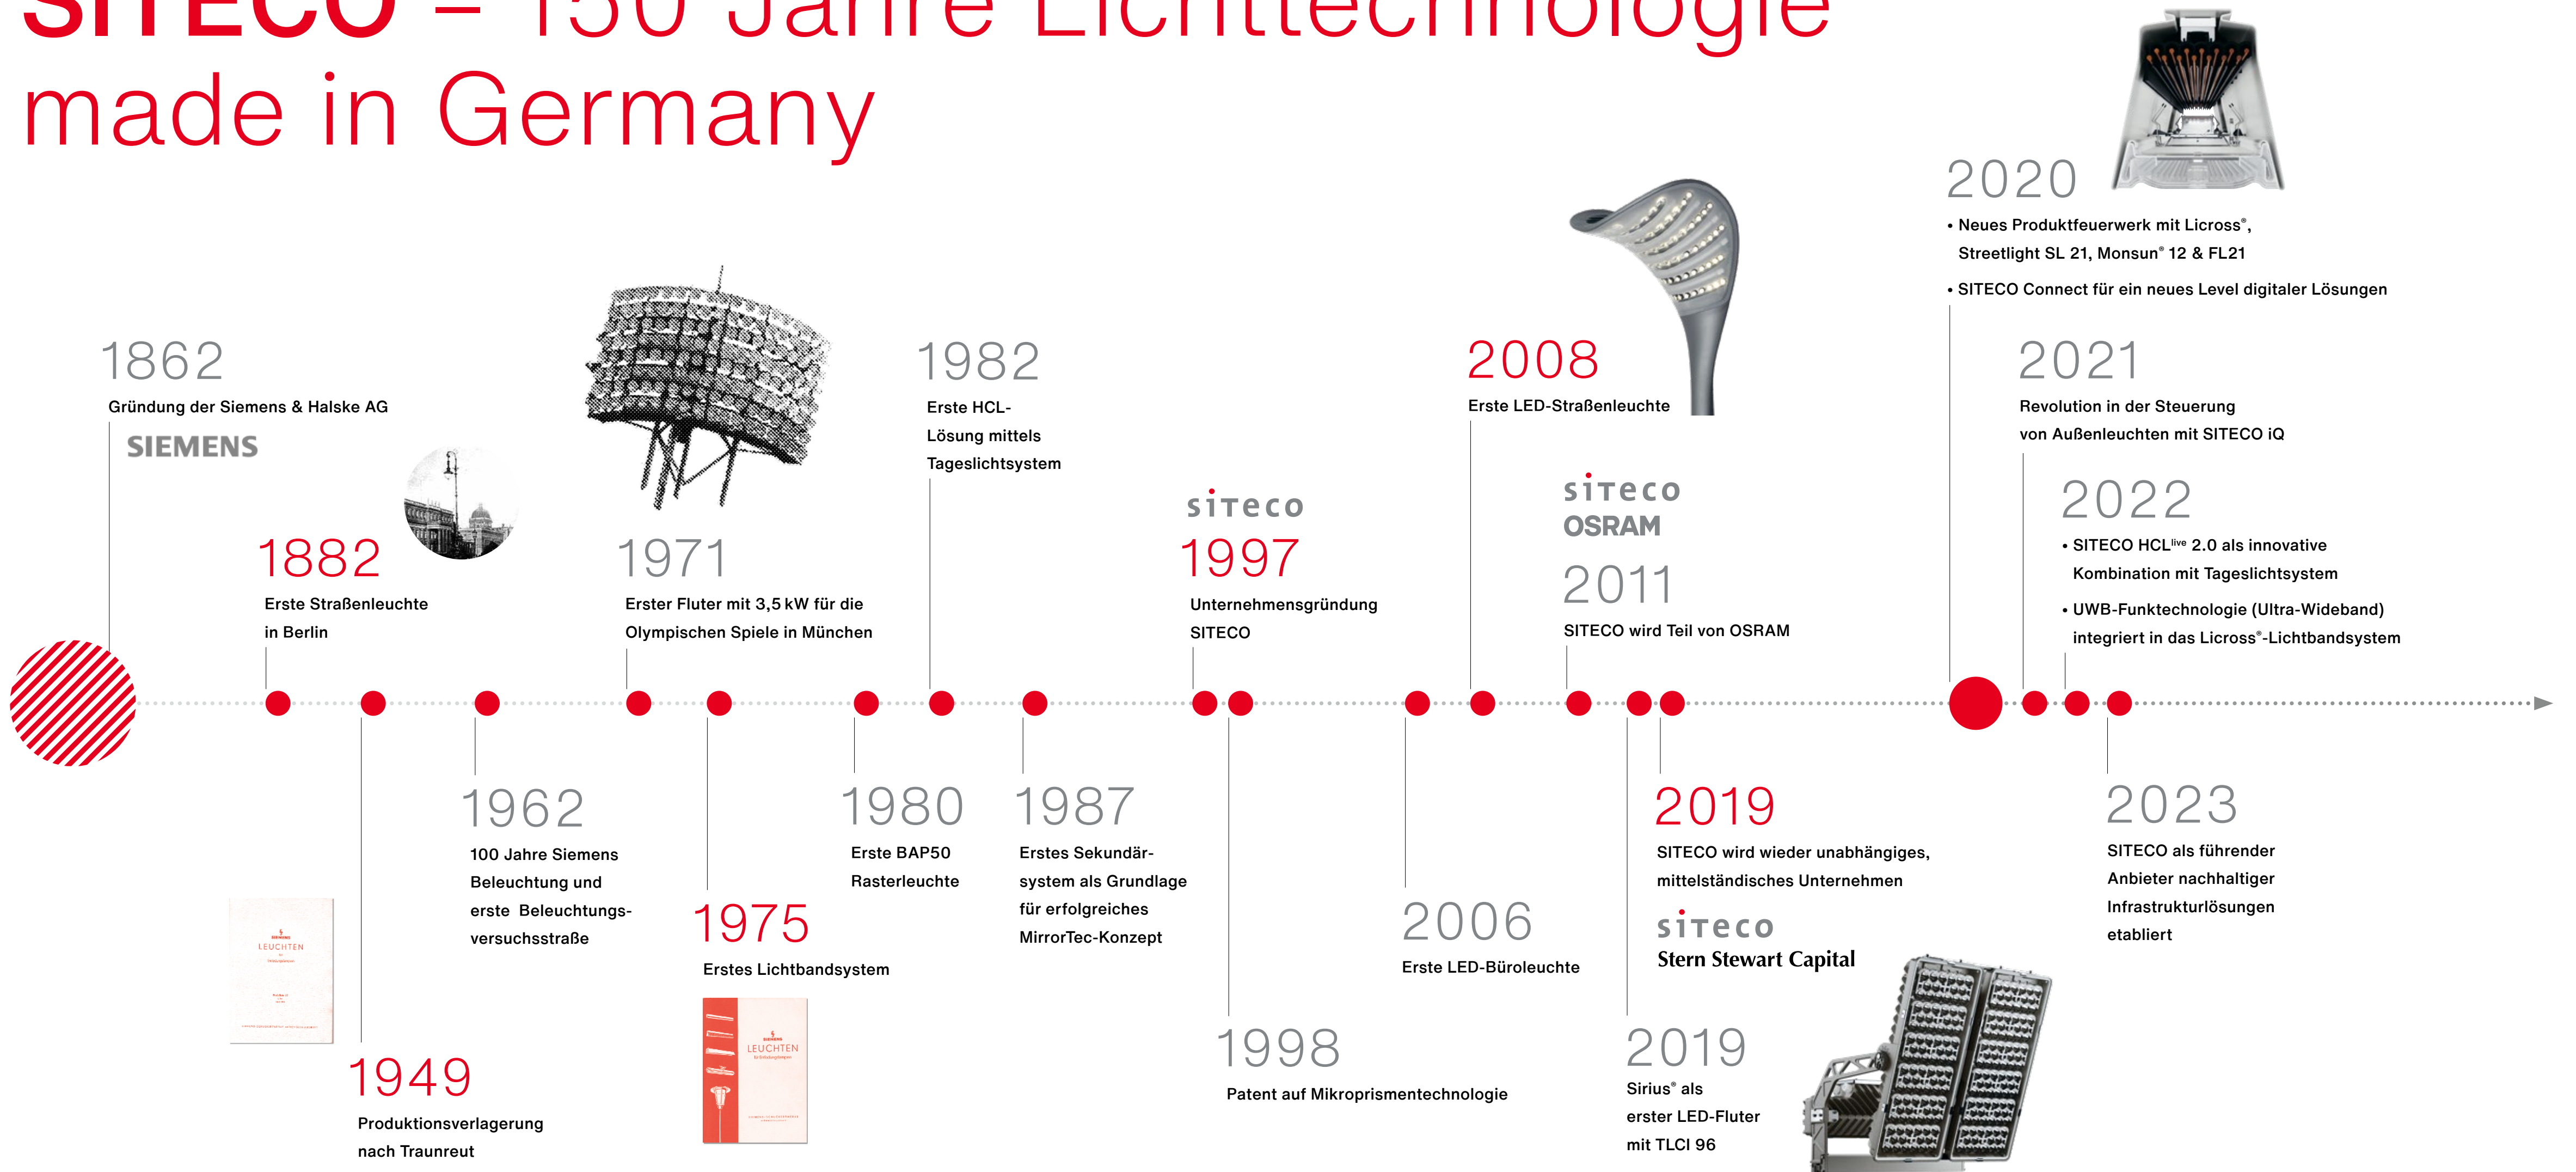 SITECO – 150 Jahre Lichttechnologie
made in Germany
1862
Gründung der Siemens & Halske AG
SIEMENS
1882
Erste Straßenleuchte
in Berlin
1949
Produktionsverlagerung
nach Traunreut
SIEMENS
LEUCHTEN
1962
100 Jahre Siemens
Beleuchtung und
erste Beleuchtungs-
versuchsstraße
1971
Erster Fluter mit 3,5 kW für die
Olympischen Spiele in München
1975
Erstes Lichtbandsystem
SIEMENS
LEUCHTEN
1980
Erste BAP50
Rasterleuchte
1982
Erste HCL-
Lösung mittels
Tageslichtsystem
1987
Erstes Sekundär-
system als Grundlage
für erfolgreiches
MirrorTec-Konzept
siteco
1997
Unternehmensgründung
SITECO
1998
Patent auf Mikroprismentechnologie
2006
Erste LED-Büroleuchte
2008
Erste LED-Straßenleuchte
siteco
OSRAM
2011
SITECO wird Teil von OSRAM
2019
Sirius® als
erster LED-Fluter
mit TLCI 96
2019
SITECO wird wieder unabhängiges,
mittelständisches Unternehmen
siteco
Stern Stewart Capital
2020
• Neues Produktfeuerwerk mit Licross®,
Streetlight SL 21, Monsun® 12 & FL21
• SITECO Connect für ein neues Level digitaler Lösungen
2021
Revolution in der Steuerung
von Außenleuchten mit SITECO iQ
2022
• SITECO HCLlive 2.0 als innovative
Kombination mit Tageslichtsystem
• UWB-Funktechnologie (Ultra-Wideband)
integriert in das Licross®-Lichtbandsystem
2023
SITECO als führender
Anbieter nachhaltiger
Infrastrukturlösungen
etabliert